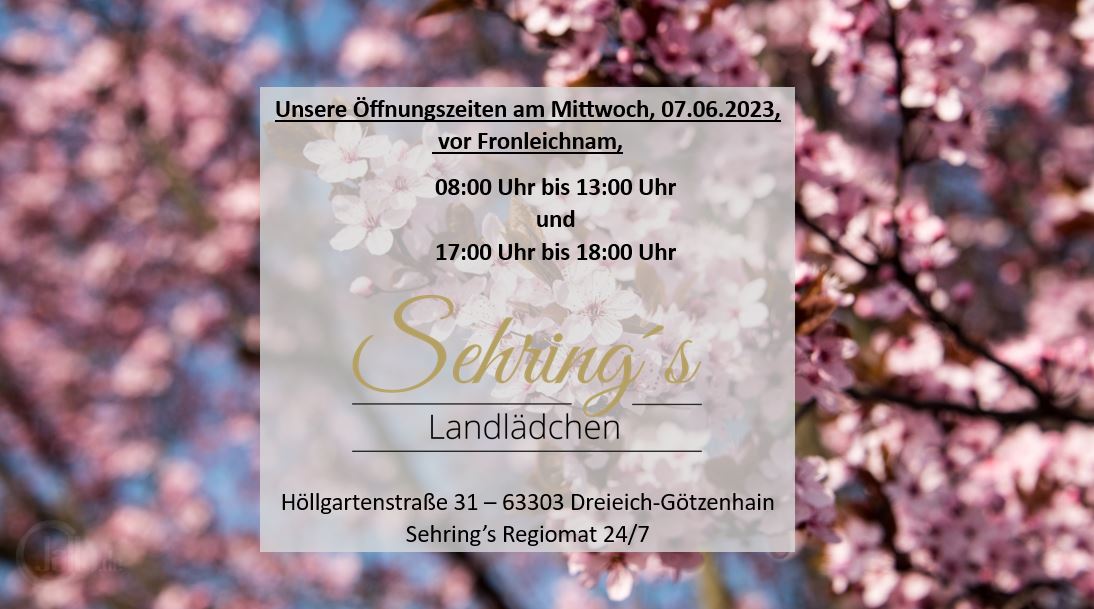 Unsere Öffnungszeiten am Mittwoch, 07.06.2023,
vor Fronleichnam,
08:00 Uhr bis 13:00 Uhr
und
17:00 Uhr bis 18:00 Uhr
Sehring´s
Landlädchen
Höllgartenstraße 31 – 63303 Dreieich-Götzenhain
Sehring’s Regiomat 24/7